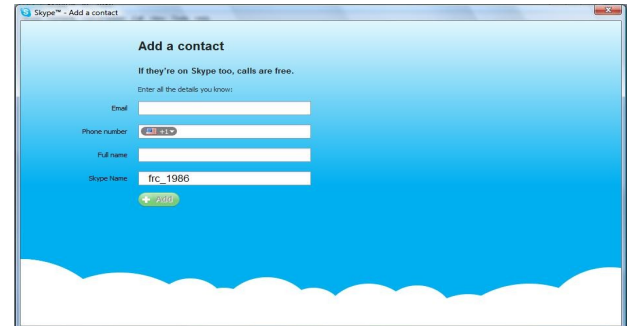 Skype™ - Add a contact
Add a contact
If they're on Skype too, calls are free.
Enter all the details you know:
Email
Phone number +1
Full name
Skype Name frc_1986
Add